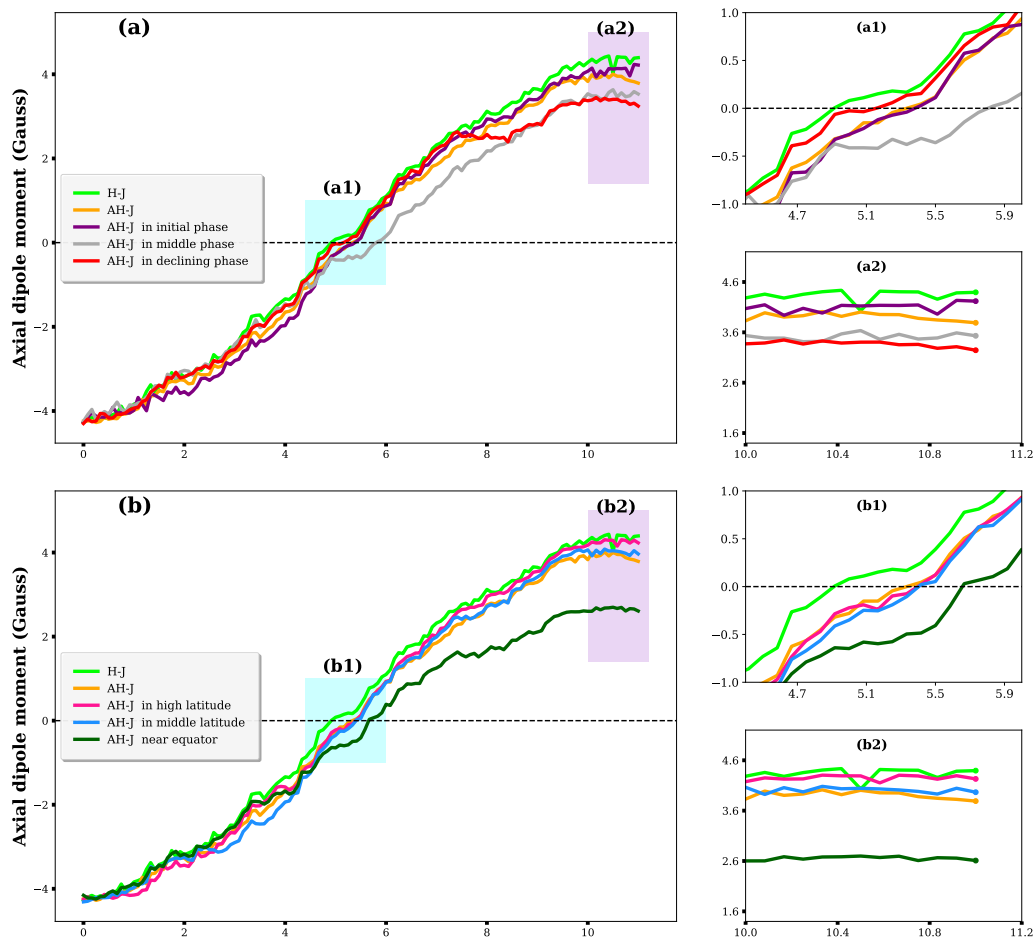 (a)
(a2)
(a1)
Axial dipole moment (Gauss)
4
2
0
−2
−4
H-J
AH-J
AH-J in initial phase
AH-J in middle phase
AH-J in declining phase
0 2 4 6 8 10
(a1)
1.0
0.5
0.0
−0.5
−1.0
4.7 5.1 5.5 5.9
(a2)
4.6
3.6
2.6
1.6
10.0 10.4 10.8 11.2
(b)
(b2)
(b1)
Axial dipole moment (Gauss)
4
2
0
−2
−4
H-J
AH-J
AH-J in high latitude
AH-J in middle latitude
AH-J near equator
0 2 4 6 8 10
(b1)
1.0
0.5
0.0
−0.5
−1.0
4.7 5.1 5.5 5.9
(b2)
4.6
3.6
2.6
1.6
10.0 10.4 10.8 11.2